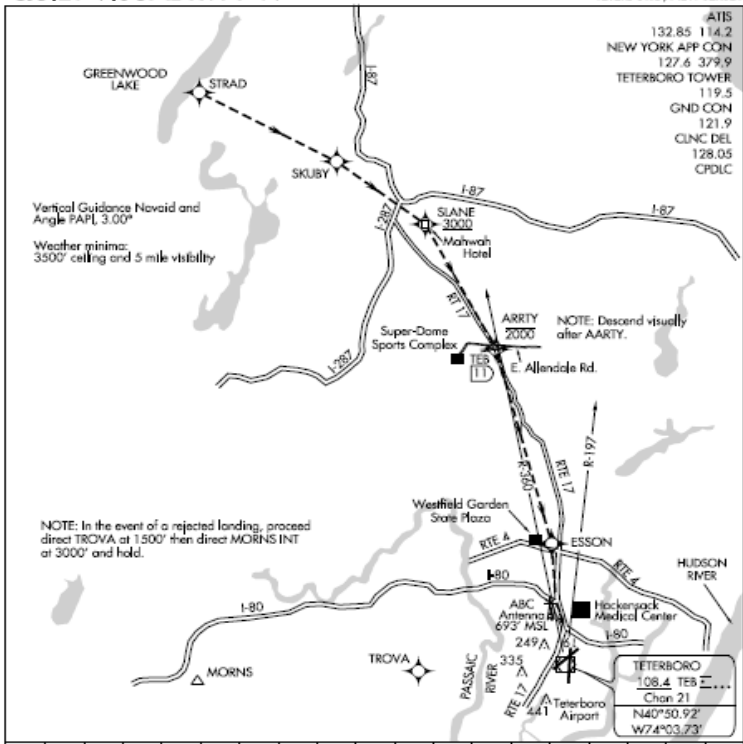 ATIS
132.85 114.2
NEW YORK APP CON
127.6 379.9
TETERBORO TOWER
119.5
GND CON
121.9
CLNC DEL
128.05
CPDLC
GREENWOOD
LAKE
STRAD
I-87
SKUBY
Vertical Guidance Navaid and
Angle PAPI, 3.00°
Weather minima:
3500' ceiling and 5 mile visibility
I-287
SLANE
3000
Mahwah
Hotel
I-87
I-87
RT 17
ARRTY
2000
NOTE: Descend visually
after AARTY.
Super-Dome
Sports Complex
TEB
11
E. Allendale Rd.
I-287
R-360
RTE 17
R-197
Westfield Garden
State Plaza
ESSON
RTE 4
RTE 4
NOTE: In the event of a rejected landing, proceed
direct TROVA at 1500' then direct MORNS INT
at 3000' and hold.
HUDSON
RIVER
I-80
I-80
ABC
Antenna
693' MSL
Hackensack
Medical Center
I-80
249
61
335
441
MORNS
TROVA
PASSAIC
RIVER
RTE 17
Teterboro
Airport
TETERBORO
108.4 TEB
Chan 21
N40°50.92'
W74°03.73'